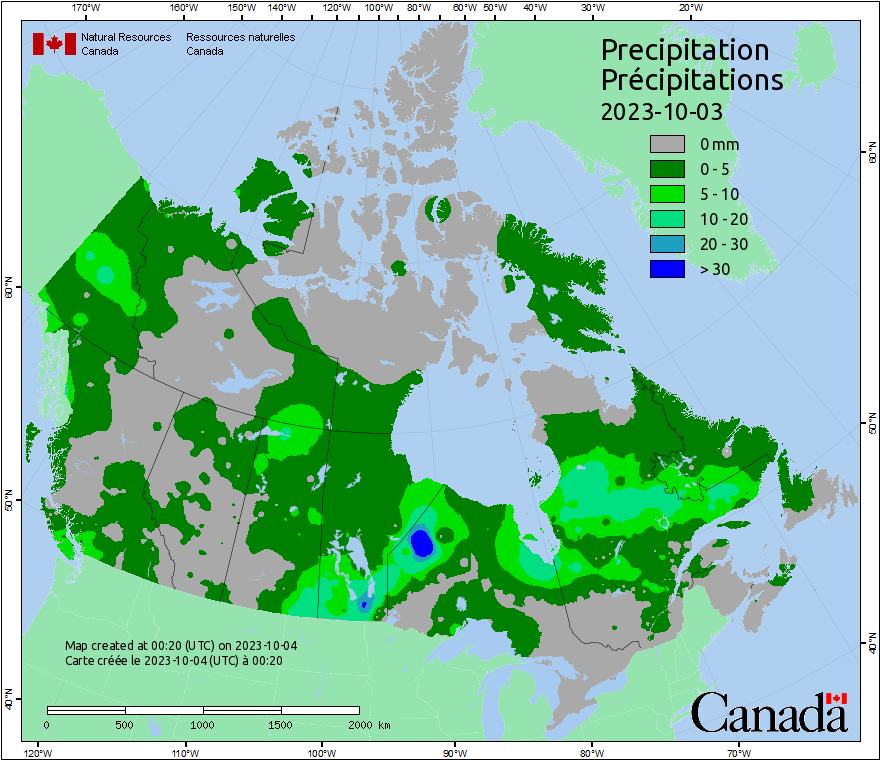 170°W 160°W 150°W 140°W 120°W 110°W 100°W 90°W 80°W 60°W 50°W 40°W 30°W 20°W
Natural Resources Ressources naturelles
Canada Canada
Precipitation
Précipitations
2023-10-03
0 mm
0 - 5
5 - 10
10 - 20
20 - 30
> 30
60°N
60°N
50°N
50°N
40°N
40°N
Map created at 00:20 (UTC) on 2023-10-04
Carte créée le 2023-10-04 (UTC) à 00:20
0 500 1000 1500 2000 km
Canada
120°W 110°W 100°W 90°W 80°W 70°W